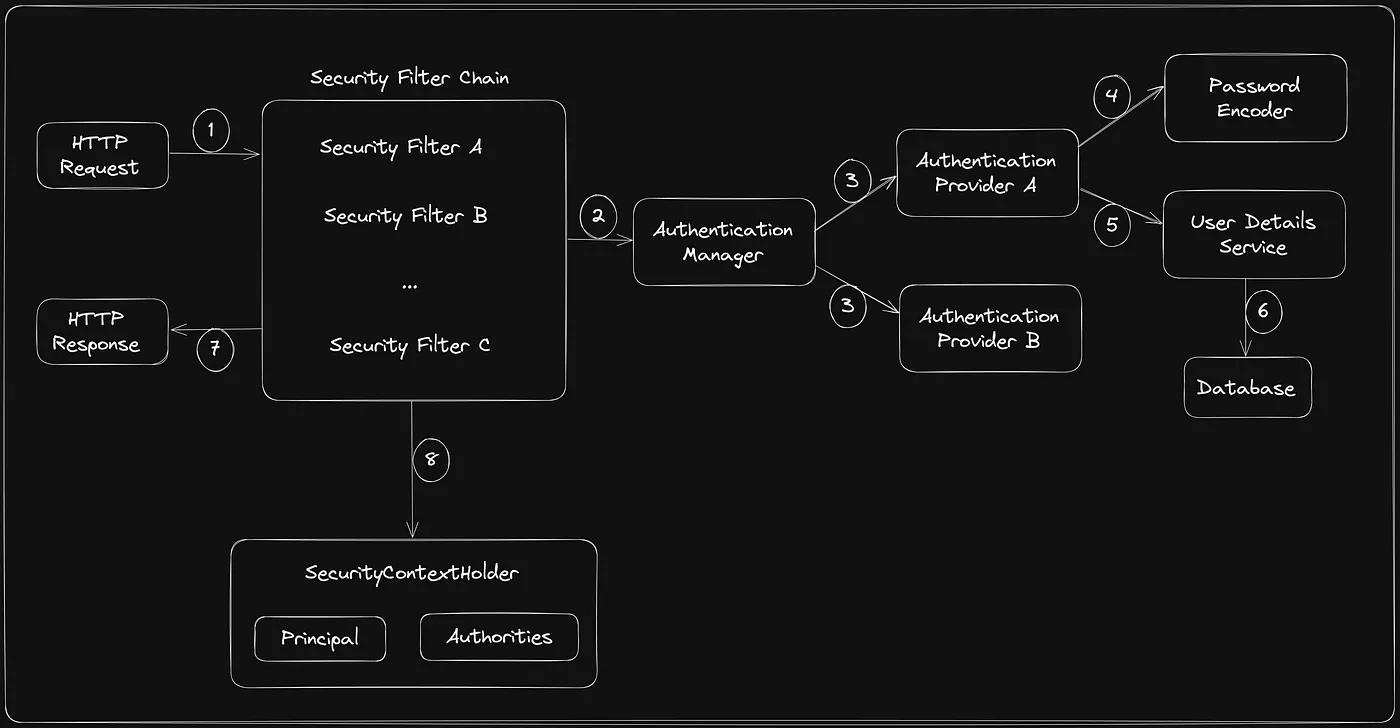 Security Filter Chain
HTTP
Request
1
Security Filter A
Security Filter B
...
Security Filter C
2
Authentication
Manager
3
Authentication
Provider A
4
Password
Encoder
5
User Details
Service
3
Authentication
Provider B
6
Database
HTTP
Response
7
8
SecurityContextHolder
Principal
Authorities